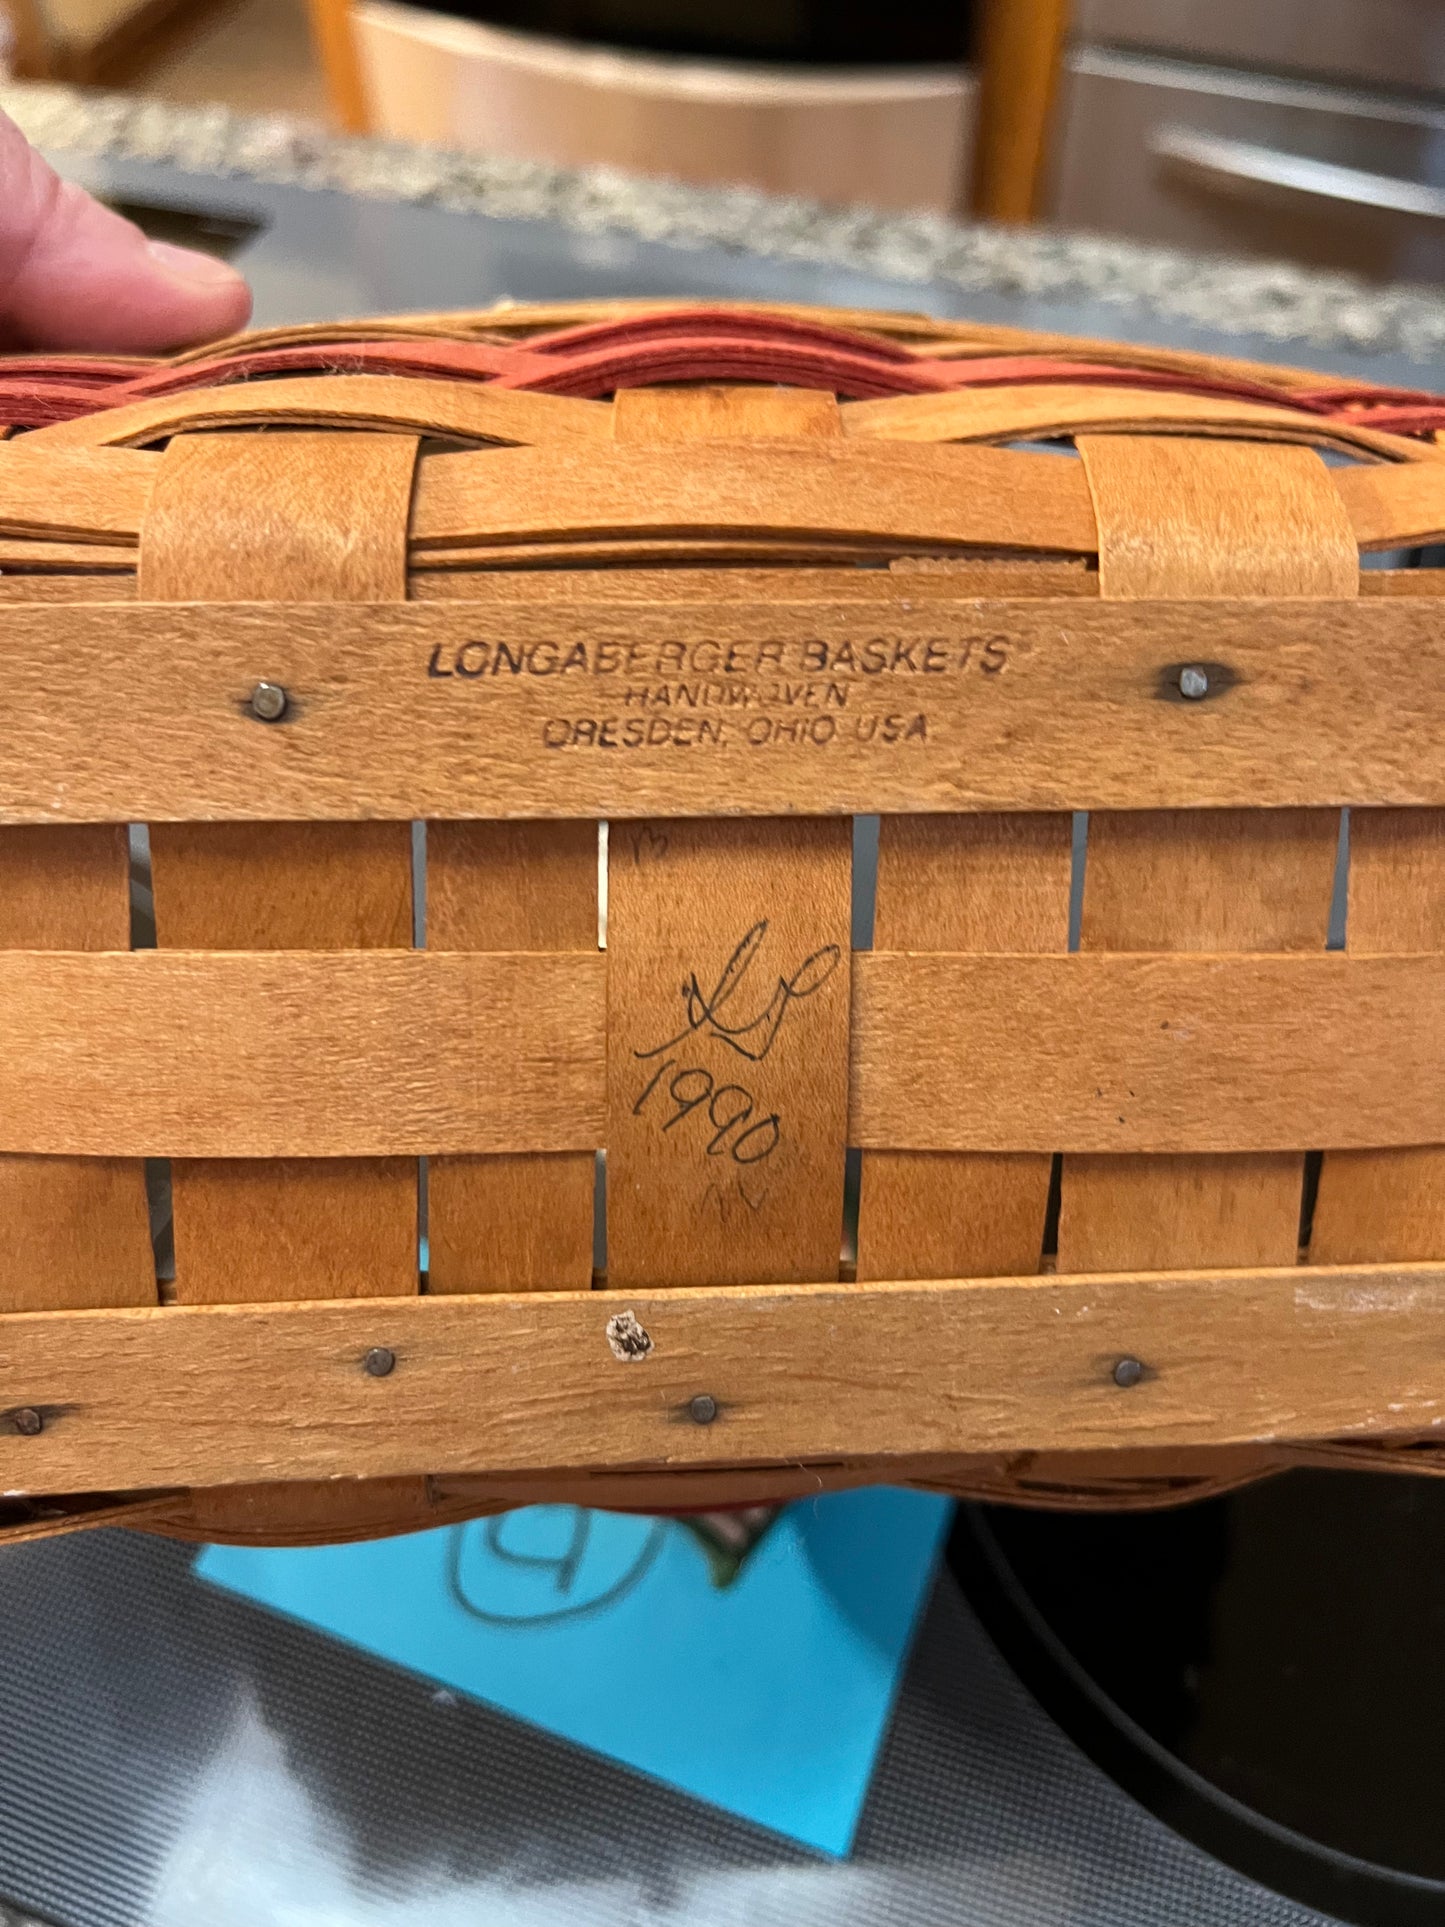 LONGABERGER BASKETS
HANDWOVEN
DRESDEN, OHIO USA
1990
D